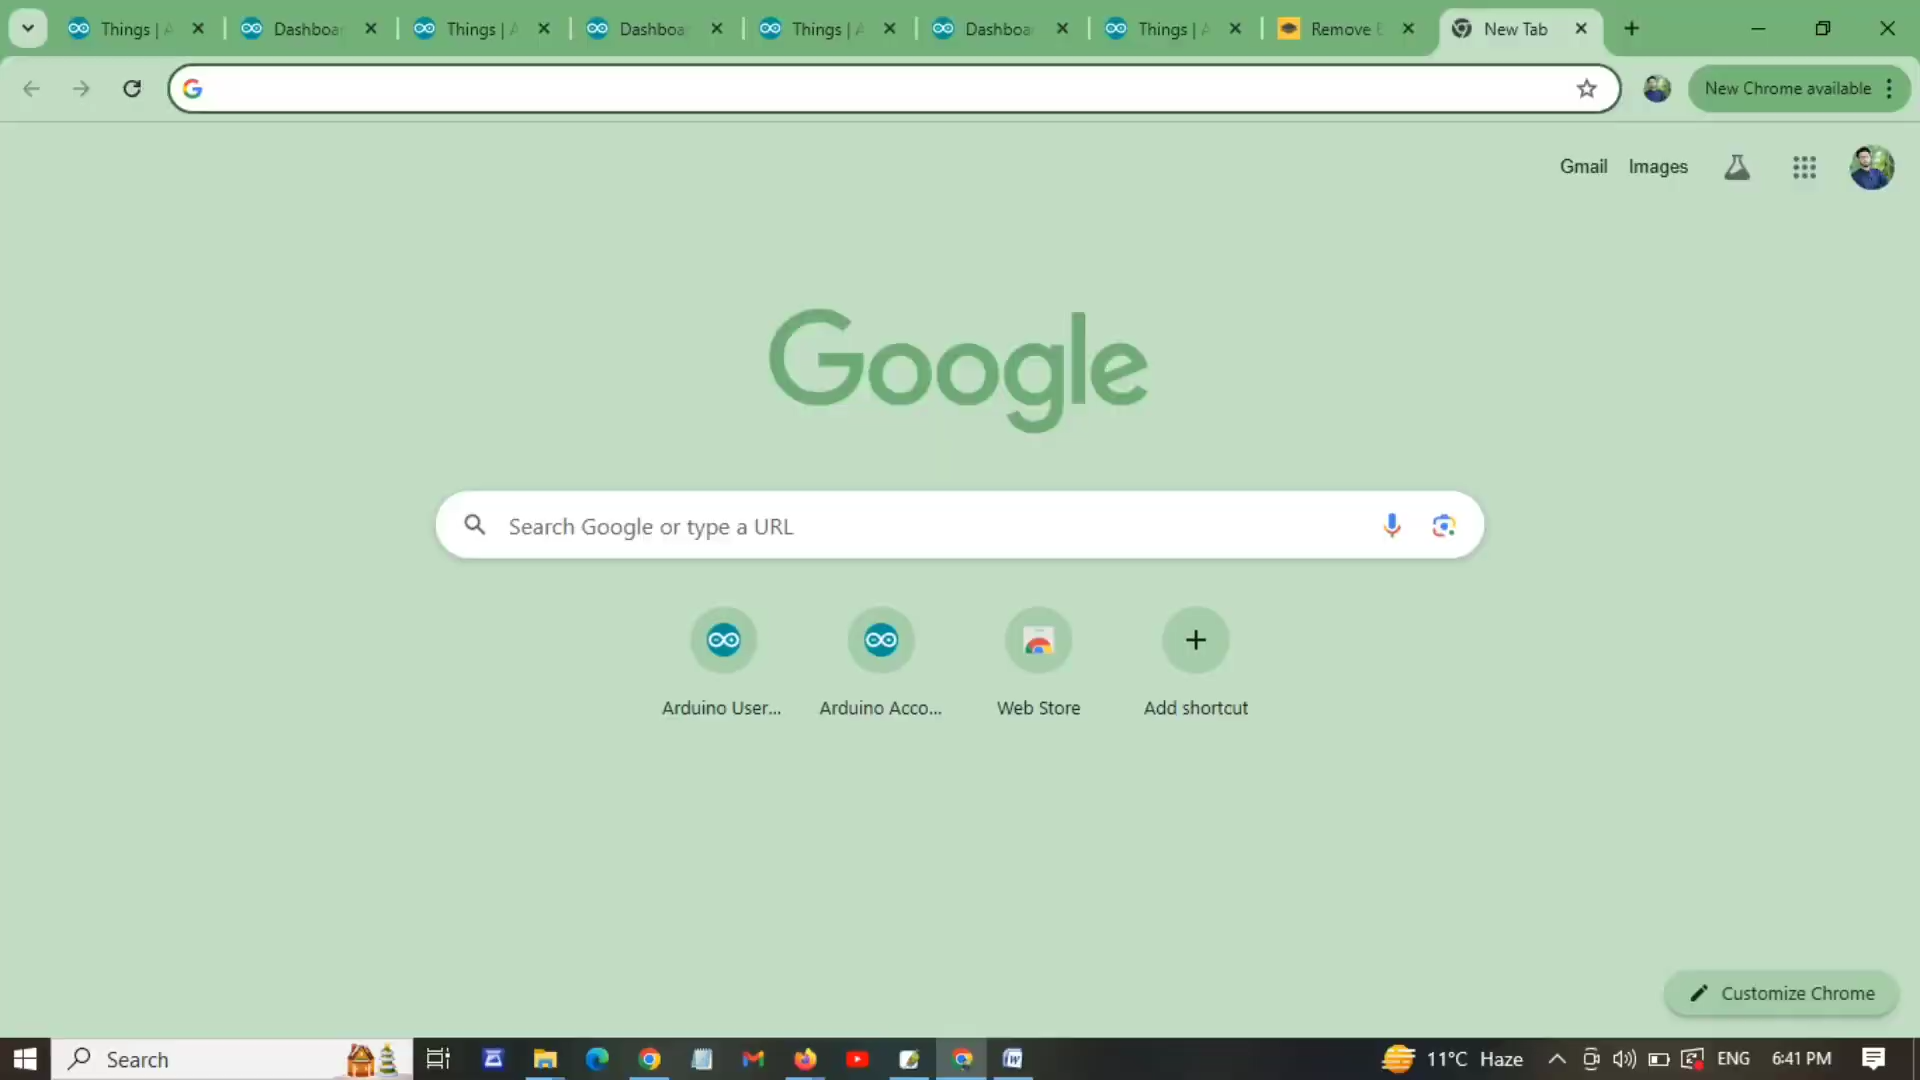 Things | A Dashboar Things | A Dashboa Things | A Dashboa Things | A Remove B New Tab
New Chrome available
Gmail Images
Google
Search Google or type a URL
Arduino User... Arduino Acco... Web Store Add shortcut
Customize Chrome
Search 11°C Haze ENG 6:41 PM